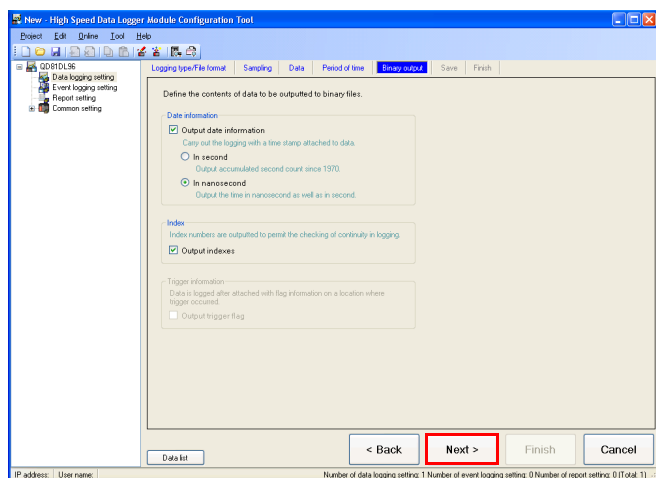 New - High Speed Data Logger Module Configuration Tool
Project Edit Online Tool Help
QD81DL96
Data logging setting
Event logging setting
Report setting
Common setting
Logging type/File format Sampling Data Period of time Binary output Save Finish
Define the contents of data to be outputted to binary files.
Date information
Output date information
Carry out the logging with a time stamp attached to data.
In second
Output accumulated second count since 1970.
In nanosecond
Output the time in nanosecond as well as in second.
Index
Index numbers are outputted to permit the checking of continuity in logging.
Output indexes
Trigger information
Data is logged after attached with flag information on a location where
trigger occurred.
Output trigger flag
Data list
< Back Next > Finish Cancel
IP address: User name: Number of data logging setting: 1 Number of event logging setting: 0 Number of report setting: 0 (Total: 1)